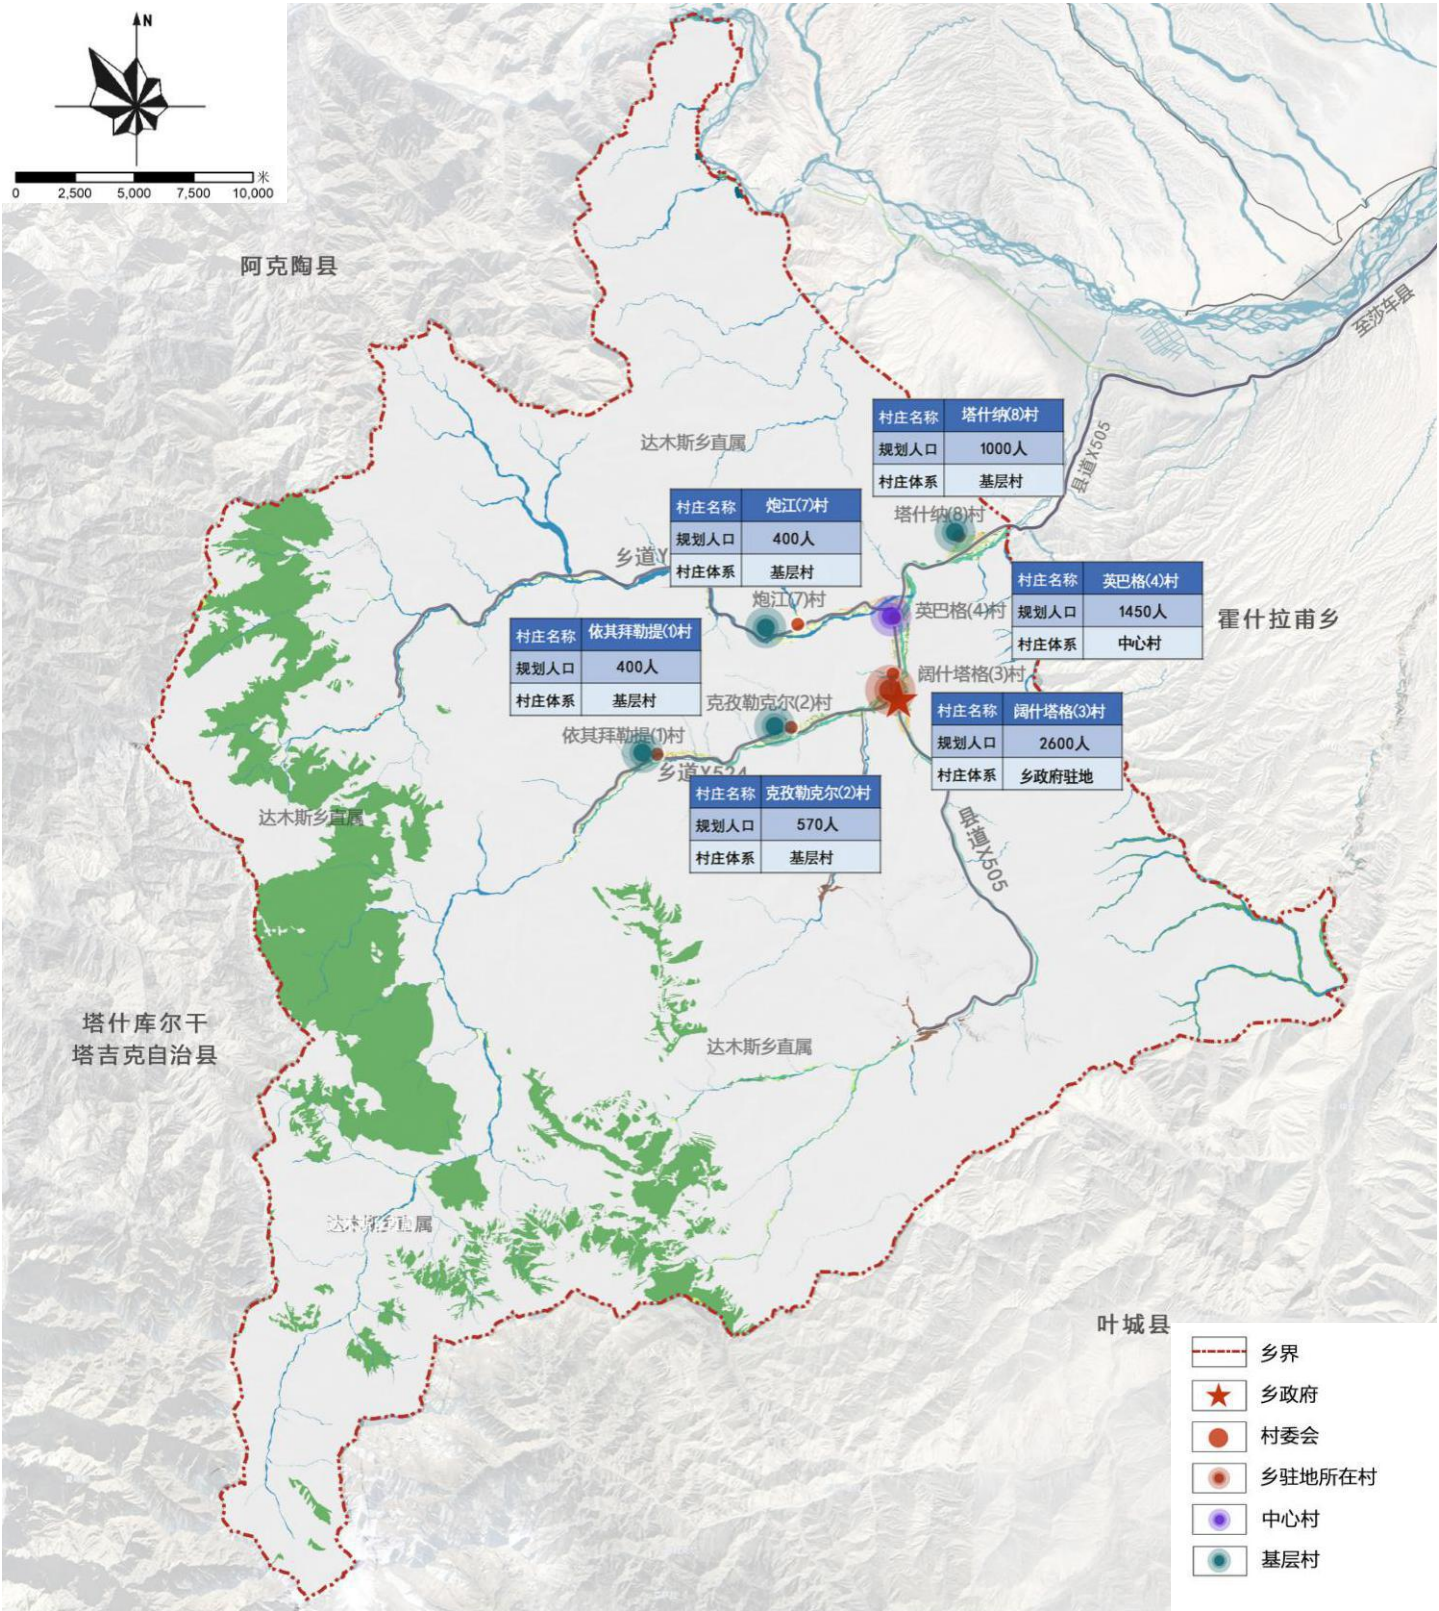 N
米
0 2,500 5,000 7,500 10,000
阿克陶县
至莎车县
县道X505
达木斯乡直属
村庄名称 塔什纳(8)村
规划人口 1000人
村庄体系 基层村
塔什纳(8)村
村庄名称 炮江(7)村
规划人口 400人
村庄体系 基层村
乡道Y
炮江(7)村
村庄名称 英巴格(4)村
规划人口 1450人
村庄体系 中心村
英巴格(4)村
霍什拉甫乡
村庄名称 依其拜勒提(1)村
规划人口 400人
村庄体系 基层村
阔什塔格(3)村
克孜勒克尔(2)村
村庄名称 阔什塔格(3)村
规划人口 2600人
村庄体系 乡政府驻地
依其拜勒提(1)村
乡道Y524
村庄名称 克孜勒克尔(2)村
规划人口 570人
村庄体系 基层村
达木斯乡直属
县道X505
塔什库尔干
塔吉克自治县
达木斯乡直属
达木斯乡直属
叶城县
乡界
乡政府
村委会
乡驻地所在村
中心村
基层村